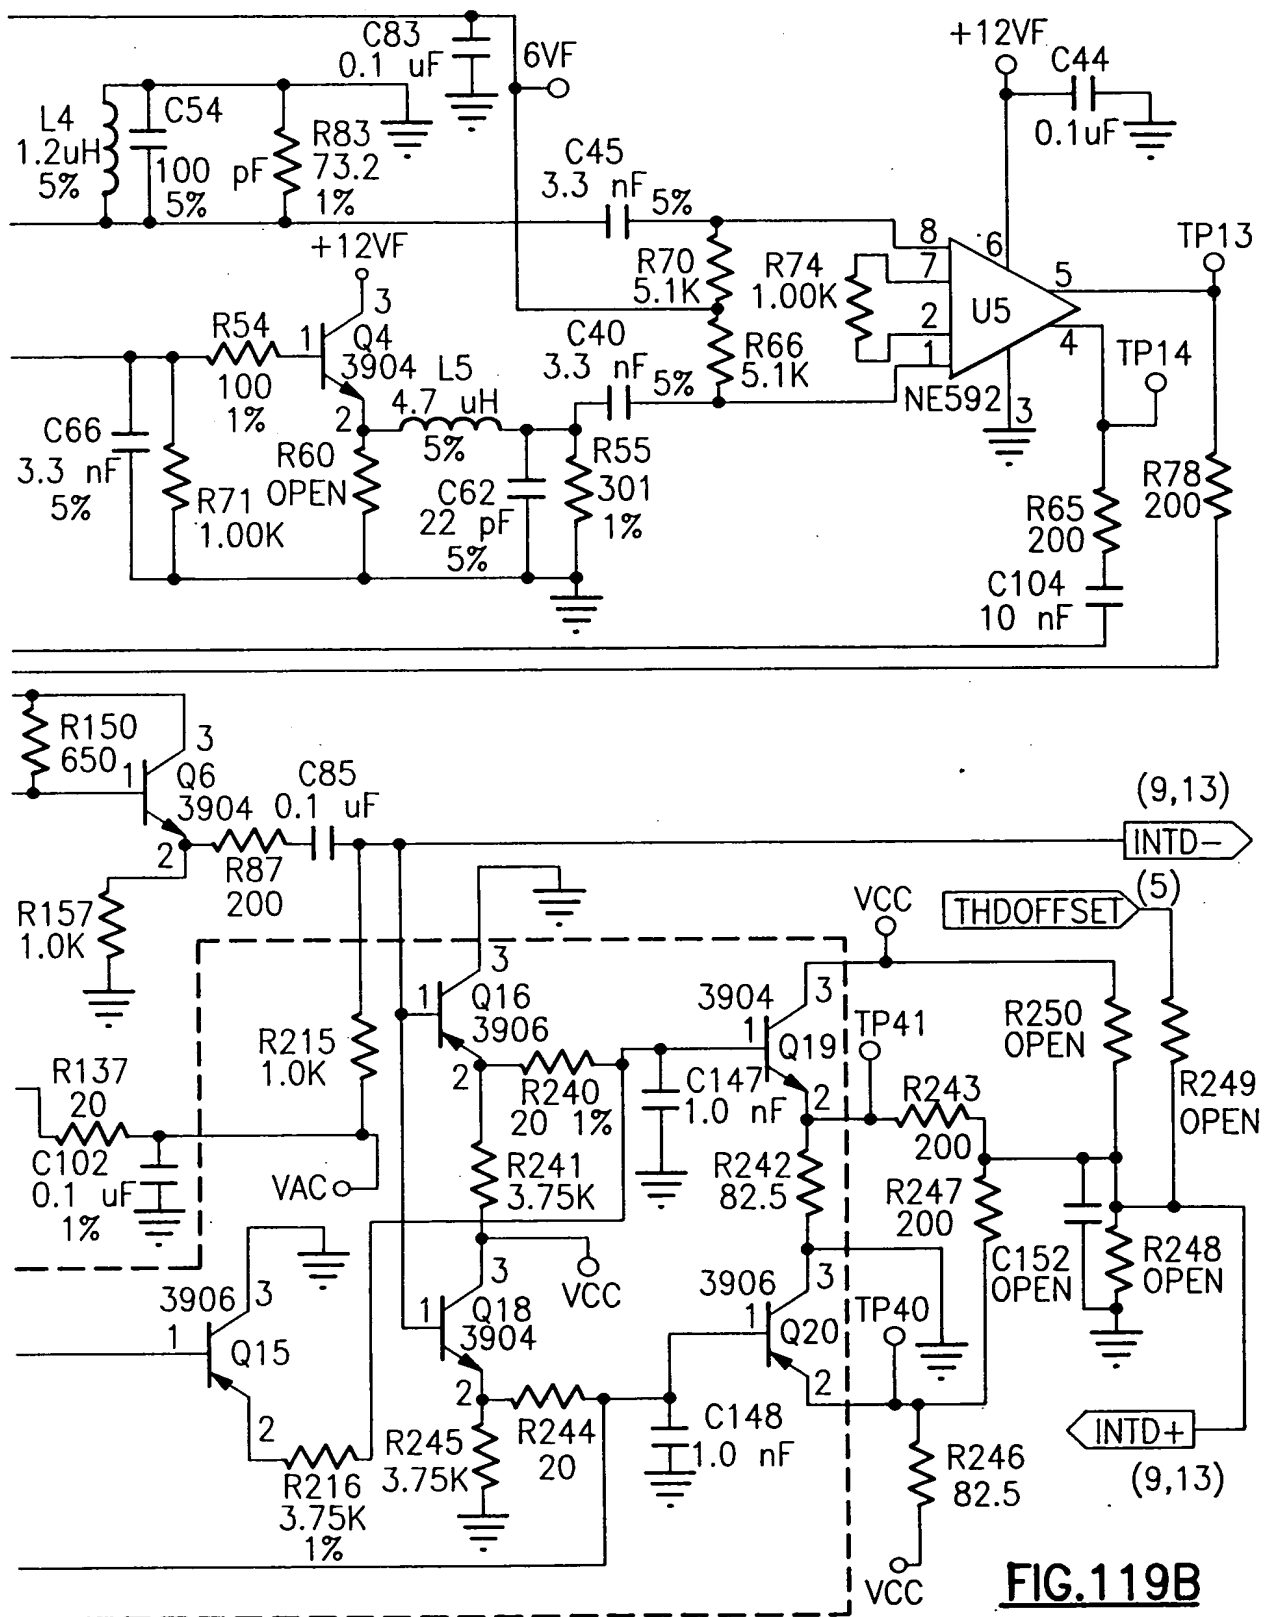 C83
0.1 uF
6VF
+12VF
C44
0.1uF
L4
1.2uH
5%
C54
100 pF
5%
R83
73.2
1%
C45
3.3 nF
5%
+12VF
R70
5.1K
R74
1.00K
8
7
2
1
6
5
4
3
U5
NE592
TP13
TP14
R54
100
1%
1
3
Q4
3904
2
L5
4.7 uH
5%
C40
3.3 nF
5%
R66
5.1K
C66
3.3 nF
5%
R71
1.00K
R60
OPEN
C62
22 pF
5%
R55
301
1%
R65
200
R78
200
C104
10 nF
R150
650
1
3
Q6
3904
2
C85
0.1 uF
R87
200
(9,13)
INTD-
R157
1.0K
VCC
THDOFFSET
(5)
3
1
Q16
3906
2
3904
3
1
Q19
2
TP41
R250
OPEN
R215
1.0K
R137
20
R240
20 1%
C147
1.0 nF
R243
200
R249
OPEN
C102
0.1 uF
1%
VAC
R241
3.75K
R242
82.5
R247
200
C152
OPEN
R248
OPEN
3906
3
1
Q15
2
3
VCC
1
Q18
3904
2
3906
3
1
Q20
2
TP40
R216
3.75K
1%
R245
3.75K
R244
20
C148
1.0 nF
R246
82.5
INTD+
(9,13)
VCC
FIG.119B